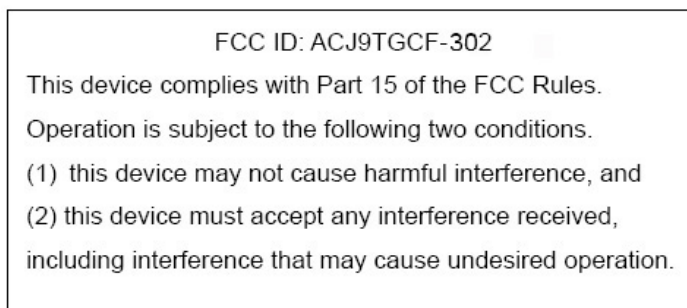 FCC ID: ACJ9TGCF-302
This device complies with Part 15 of the FCC Rules.
Operation is subject to the following two conditions.
(1) this device may not cause harmful interference, and
(2) this device must accept any interference received,
including interference that may cause undesired operation.